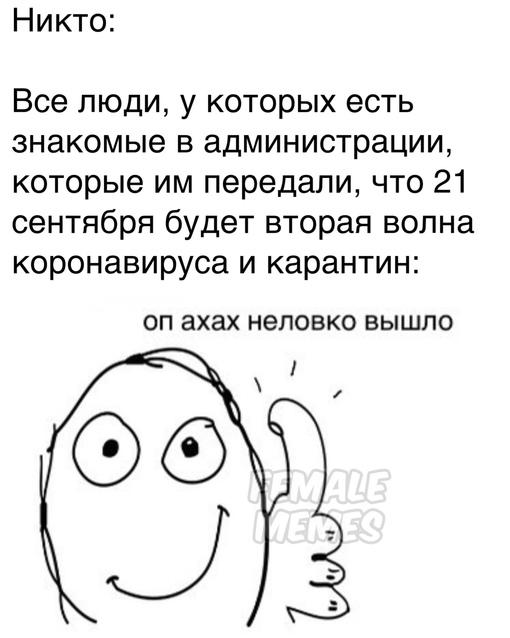 Никто:
Все люди, у которых есть
знакомые в администрации,
которые им передали, что 21
сентября будет вторая волна
коронавируса и карантин:
оп ахах неловко вышло
FEMALE
MEMES